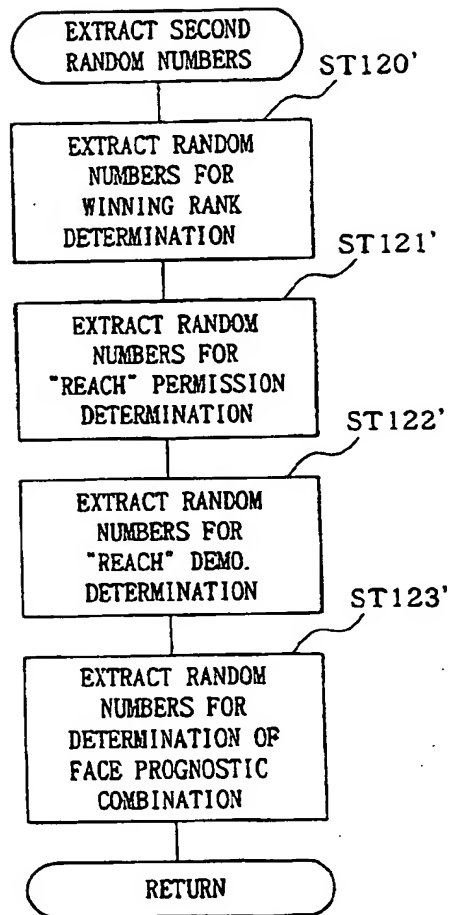 EXTRACT SECOND
RANDOM NUMBERS
ST120'
EXTRACT RANDOM
NUMBERS FOR
WINNING RANK
DETERMINATION
ST121'
EXTRACT RANDOM
NUMBERS FOR
"REACH" PERMISSION
DETERMINATION
ST122'
EXTRACT RANDOM
NUMBERS FOR
"REACH" DEMO.
DETERMINATION
ST123'
EXTRACT RANDOM
NUMBERS FOR
DETERMINATION OF
FACE PROGNOSTIC
COMBINATION
RETURN